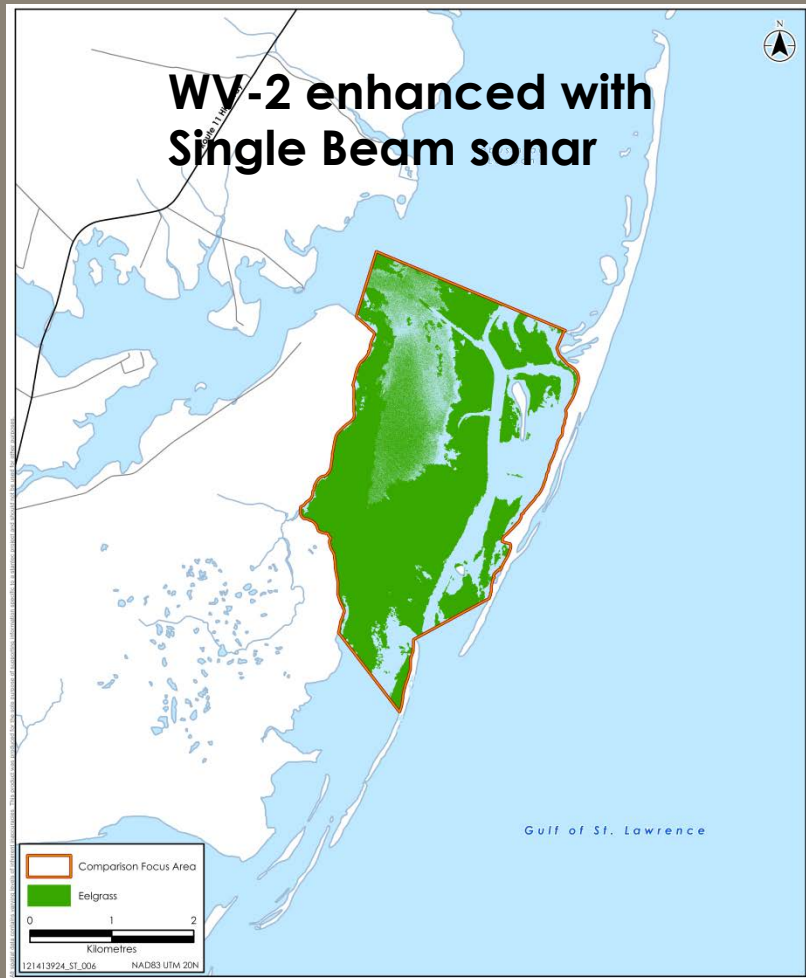 N
WV-2 enhanced with
Single Beam sonar
Gulf of St. Lawrence
Comparison Focus Area
Eelgrass
0 1 2
Kilometres
121413924_ST_006 NAD83 UTM 20N